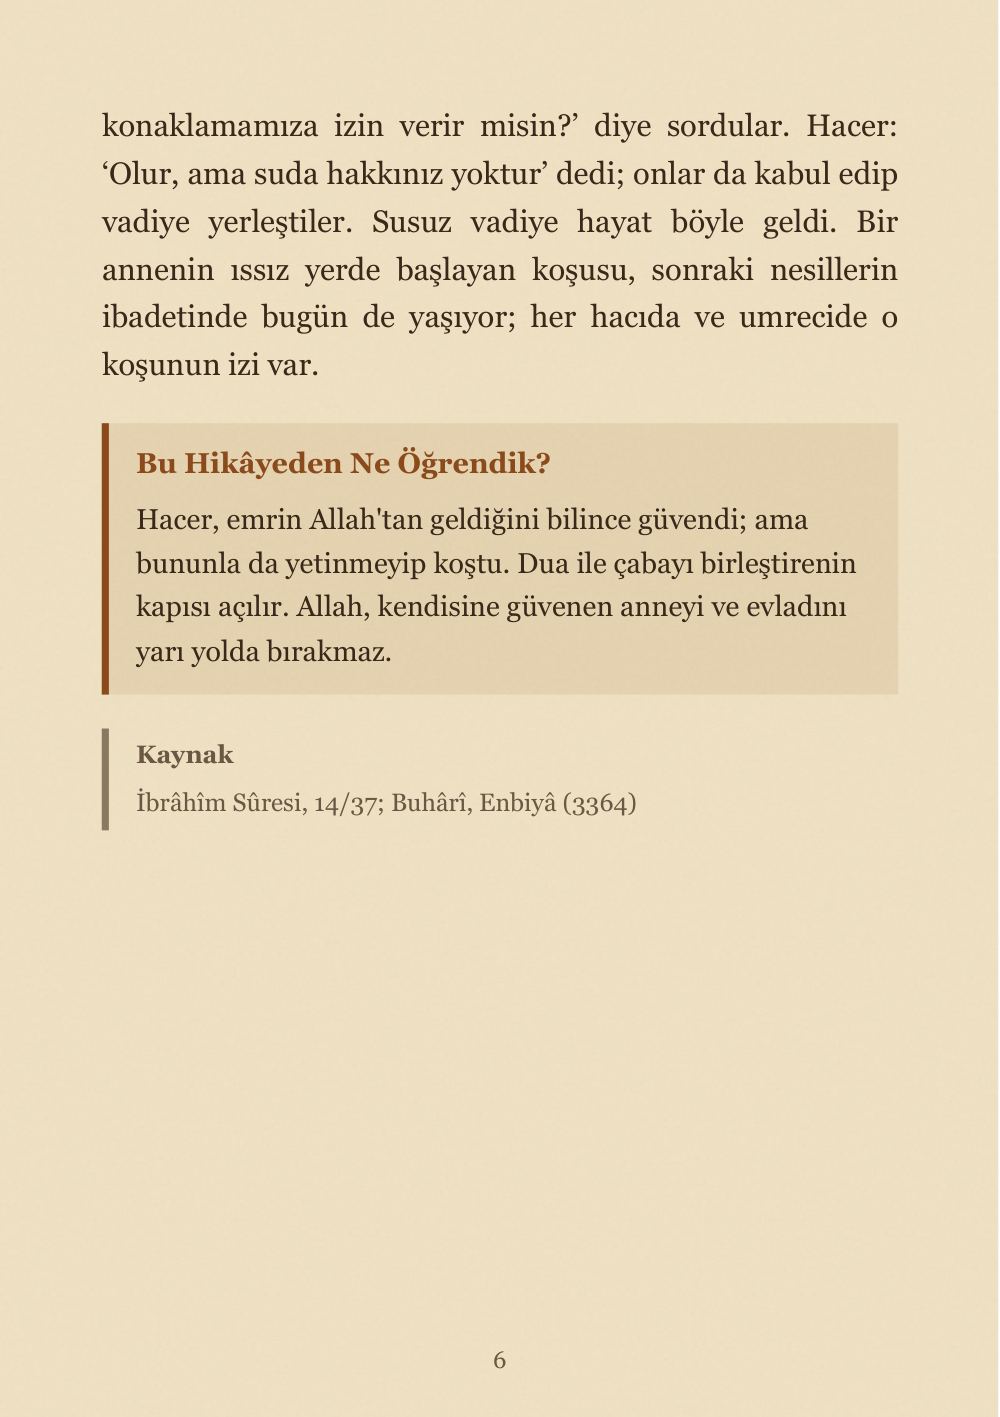 konaklamamıza izin verir misin?’ diye sordular. Hacer:
‘Olur, ama suda hakkınız yoktur’ dedi; onlar da kabul edip
vadiye yerleştiler. Susuz vadiye hayat böyle geldi. Bir
annenin ıssız yerde başlayan koşusu, sonraki nesillerin
ibadetinde bugün de yaşıyor; her hacıda ve umrecide o
koşunun izi var.
Bu Hikâyeden Ne Öğrendik?
Hacer, emrin Allah'tan geldiğini bilince güvendi; ama
bununla da yetinmeyip koştu. Dua ile çabayı birleştirenin
kapısı açılır. Allah, kendisine güvenen anneyi ve evladını
yarı yolda bırakmaz.
Kaynak
İbrâhîm Sûresi, 14/37; Buhârî, Enbiyâ (3364)
6